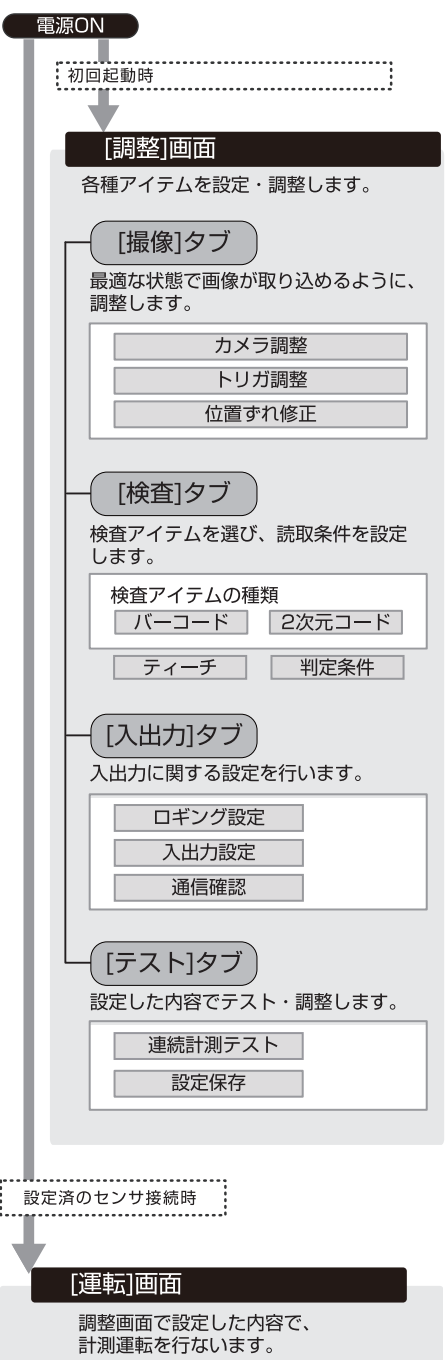 電源ON
初回起動時
[調整]画面
各種アイテムを設定・調整します。
[撮像]タブ
最適な状態で画像が取り込めるように、
調整します。
カメラ調整
トリガ調整
位置ずれ修正
[検査]タブ
検査アイテムを選び、読取条件を設定
します。
検査アイテムの種類
バーコード 2次元コード
ティーチ 判定条件
[入出力]タブ
入出力に関する設定を行います。
ロギング設定
入出力設定
通信確認
[テスト]タブ
設定した内容でテスト・調整します。
連続計測テスト
設定保存
設定済のセンサ接続時
[運転]画面
調整画面で設定した内容で、
計測運転を行ないます。